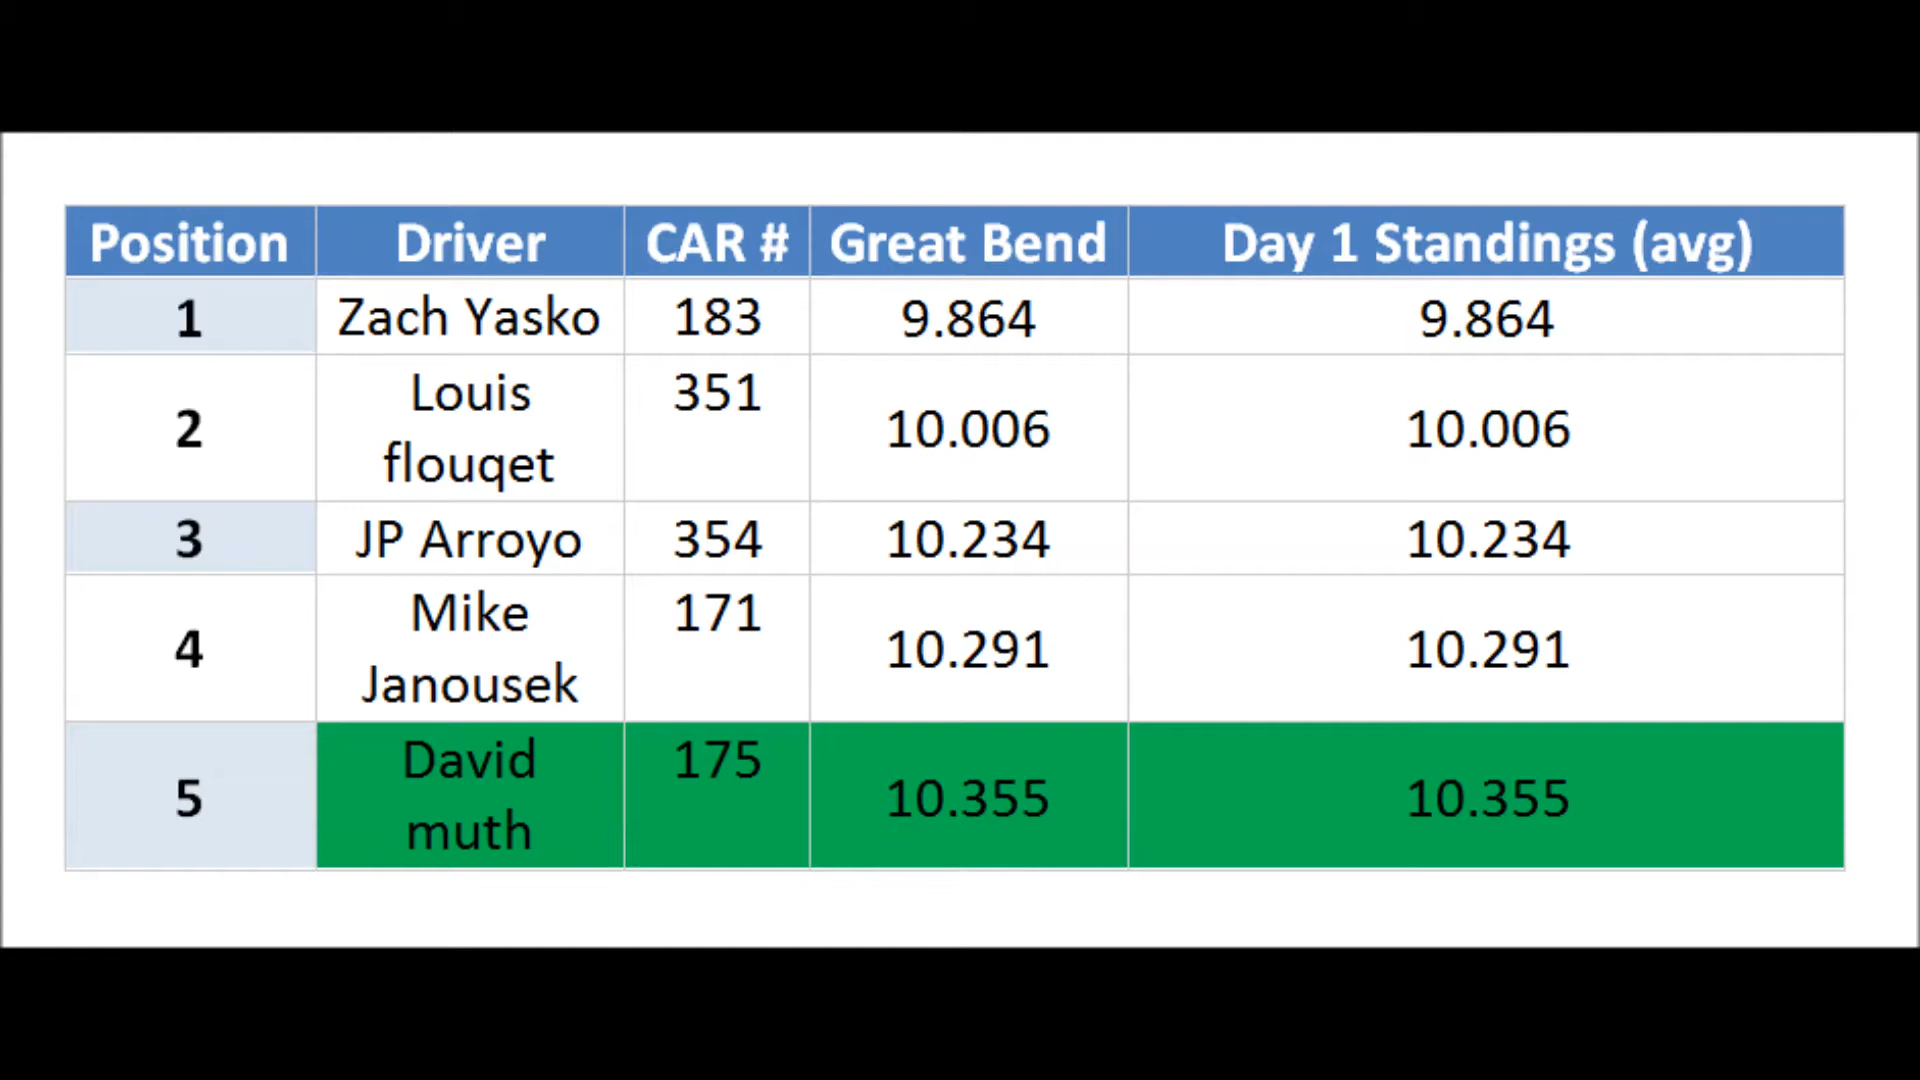 Position Driver CAR # Great Bend Day 1 Standings (avg)
1 Zach Yasko 183 9.864 9.864
2 Louis flouqet 351 10.006 10.006
3 JP Arroyo 354 10.234 10.234
4 Mike Janousek 171 10.291 10.291
5 David muth 175 10.355 10.355